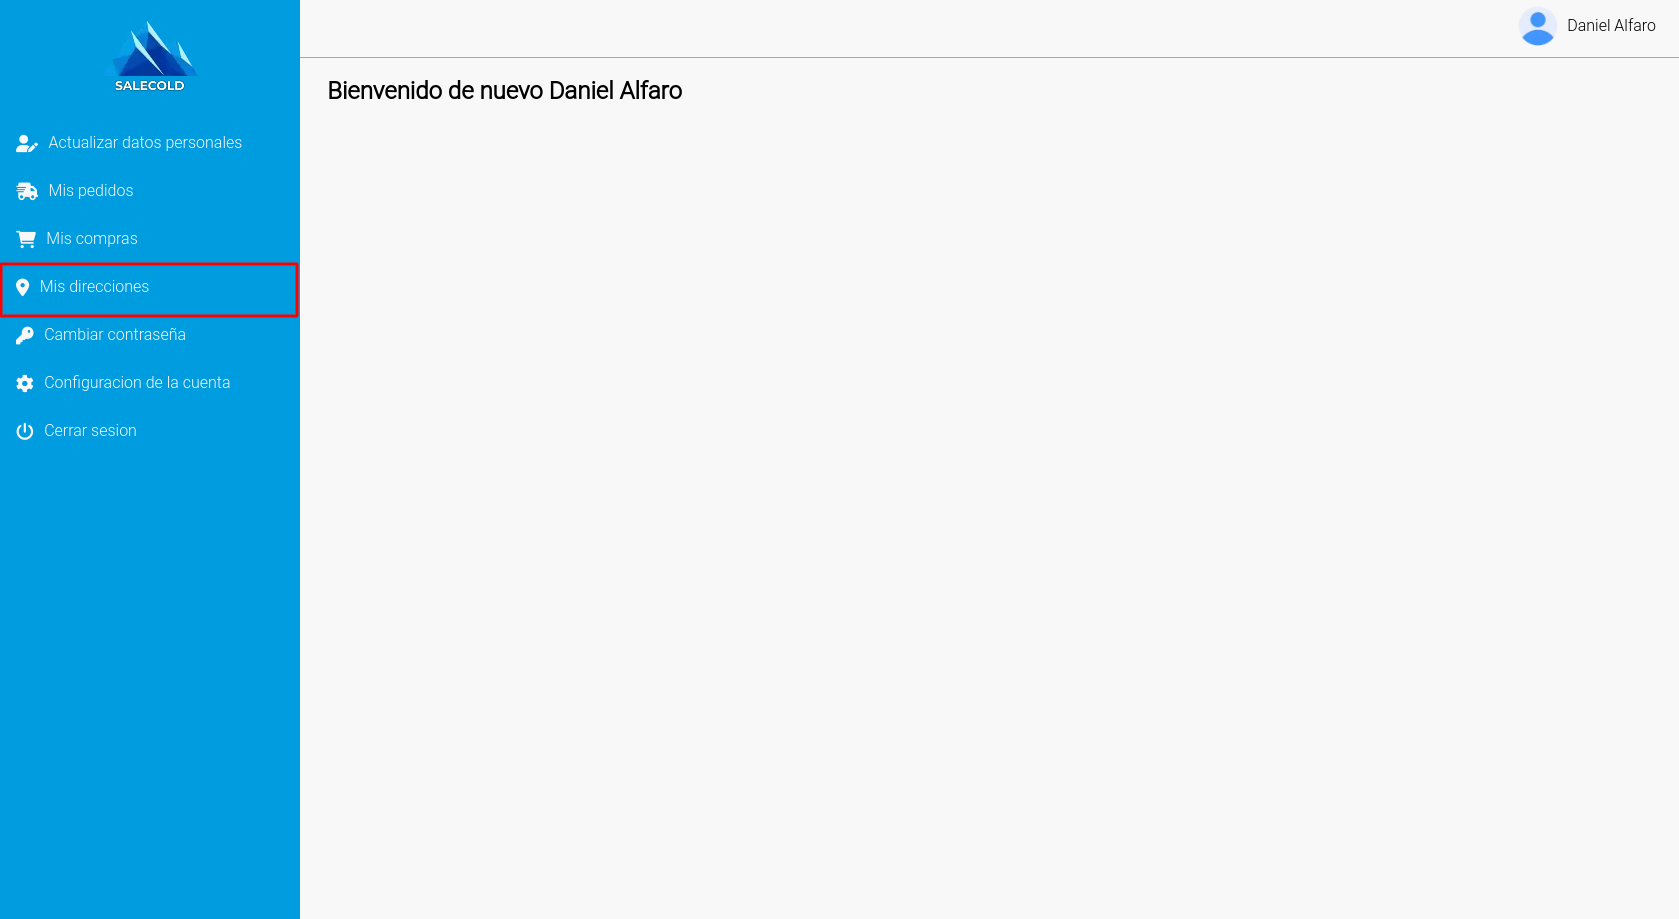 SALECOLD
Daniel Alfaro
Bienvenido de nuevo Daniel Alfaro
Actualizar datos personales
Mis pedidos
Mis compras
Mis direcciones
Cambiar contraseña
Configuracion de la cuenta
Cerrar sesion